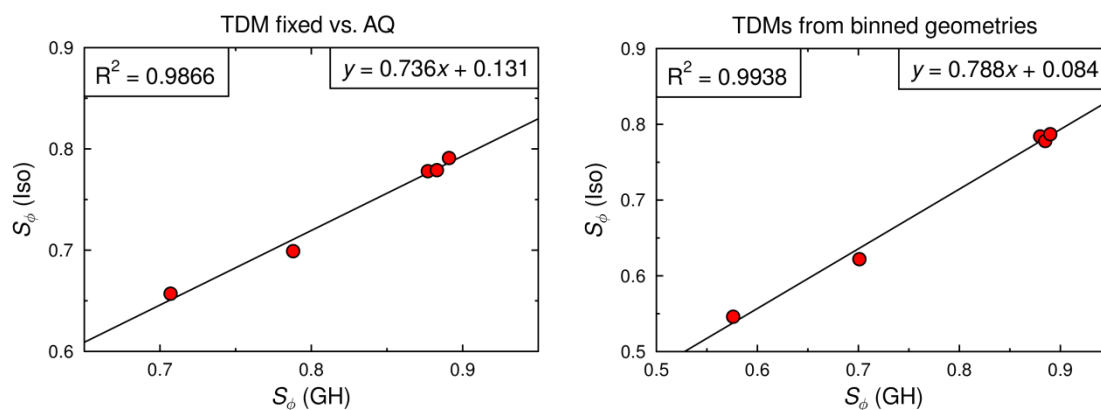 TDM fixed vs. AQ
R² = 0.9866
y = 0.736x + 0.131
0.9
0.8
0.7
0.6
S_ϕ (Iso)
0.7 0.8 0.9
S_ϕ (GH)
TDMs from binned geometries
R² = 0.9938
y = 0.788x + 0.084
0.9
0.8
0.7
0.6
0.5
S_ϕ (Iso)
0.5 0.6 0.7 0.8 0.9
S_ϕ (GH)